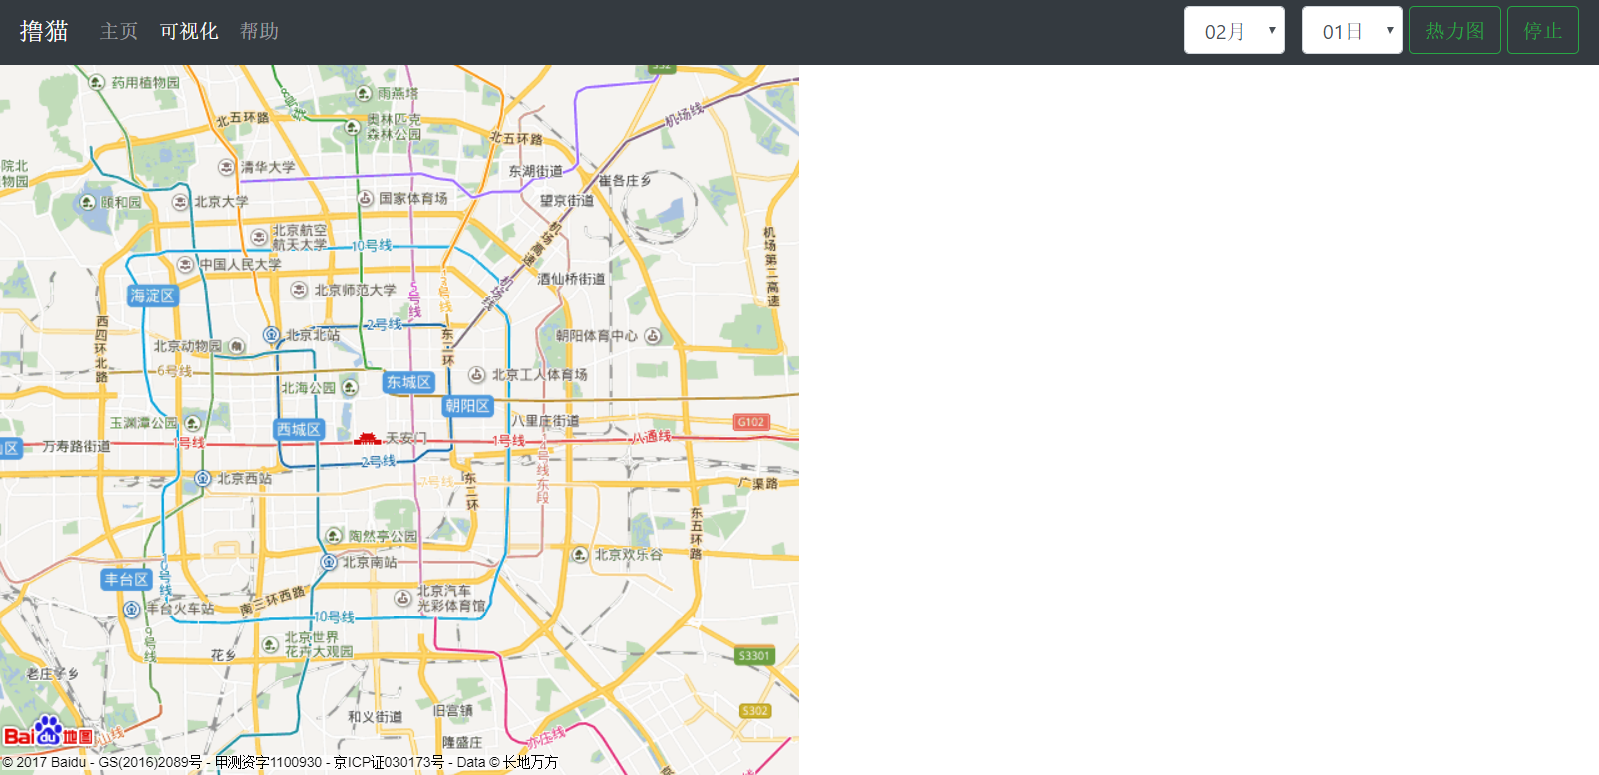 撸猫
主页
可视化
帮助
02月
01日
热力图
停止
S32
药用植物园
8号线
雨燕塔
北五环路
奥林匹克
森林公园
北五环路
机场线
院北
物园
清华大学
东湖街道
崔各庄乡
颐和园
北京大学
国家体育场
望京街道
北京航空
航天大学
10号线
机场高速
机场第二高速
中国人民大学
海淀区
北京师范大学
5号线
13号线
机场线
酒仙桥街道
西四环北路
2号线
北京北站
东二环
朝阳体育中心
北京动物园
6号线
北海公园
东城区
北京工人体育场
朝阳区
玉渊潭公园
西城区
八里庄街道
G102
山区
万寿路街道
1号线
天安门
1号线
14号线东段
八通线
2号线
北京西站
7号线
东二环
广渠路
东五环路
陶然亭公园
北京南站
北京欢乐谷
丰台区
10号线
丰台火车站
南三环西路
北京汽车
光彩体育馆
10号线
9号线
北京世界
花卉大观园
花乡
S3301
老庄子乡
和义街道
旧宫镇
S302
Bai du 地图
山线
隆盛庄
亦庄线
© 2017 Baidu - GS(2016)2089号 - 甲测资字1100930 - 京ICP证030173号 - Data © 长地万方